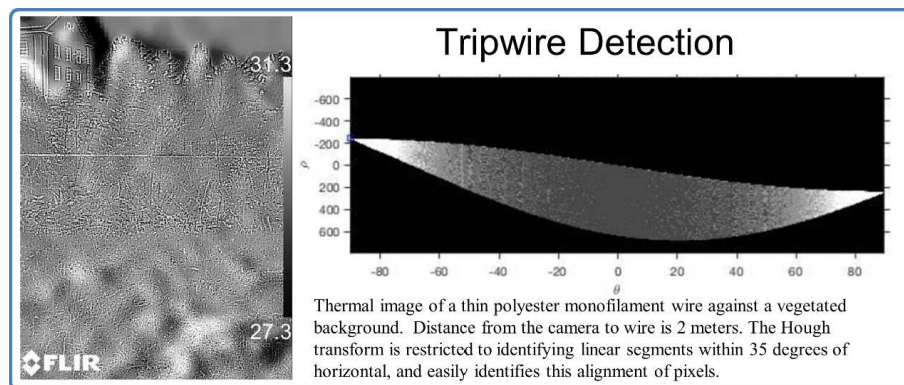 Tripwire Detection
31.3
27.3
FLIR
-600
-400
-200
0
200
400
600
ρ
-80
-60
-40
-20
0
20
40
60
80
θ
Thermal image of a thin polyester monofilament wire against a vegetated
background. Distance from the camera to wire is 2 meters. The Hough
transform is restricted to identifying linear segments within 35 degrees of
horizontal, and easily identifies this alignment of pixels.